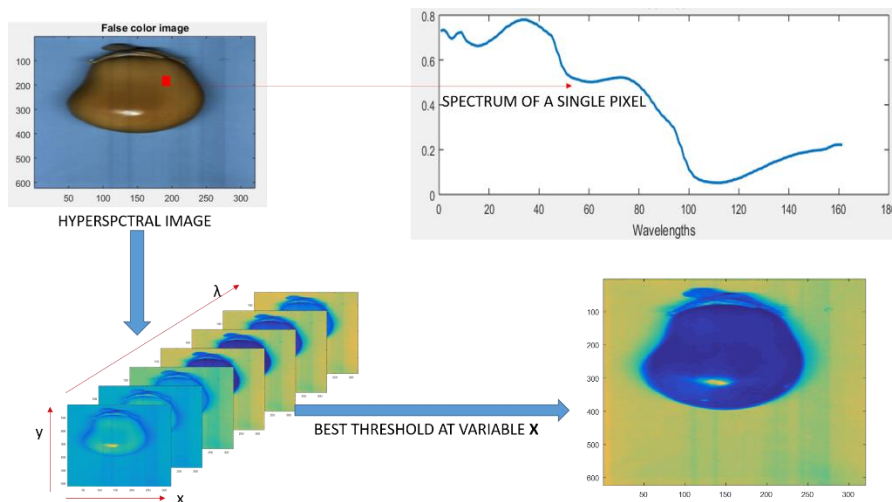 False color image
100
200
300
400
500
600
50 100 150 200 250 300
HYPERSPCTRAL IMAGE
0.8
0.6
0.4
0.2
0
0 20 40 60 80 100 120 140 160 180
Wavelengths
SPECTRUM OF A SINGLE PIXEL
λ
y
x
BEST THRESHOLD AT VARIABLE X
100
200
300
400
500
600
50 100 150 200 250 300